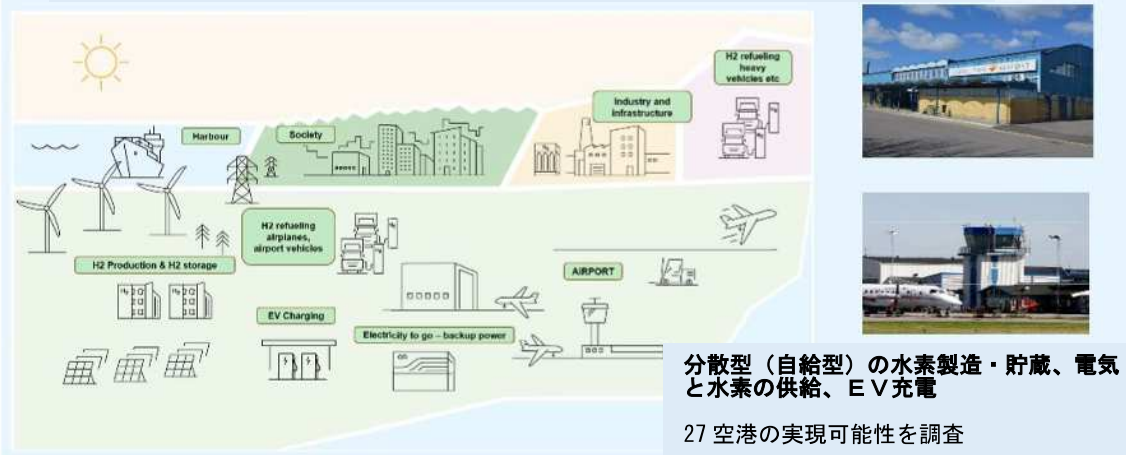 H2 refueling
heavy
vehicles etc
Industry and
infrastructure
Harbour
Society
H2 refueling
airplanes,
airport vehicles
H2 Production & H2 storage
AIRPORT
EV Charging
Electricity to go – backup power
分散型（自給型）の水素製造・貯蔵、電気
と水素の供給、ＥＶ充電
27 空港の実現可能性を調査